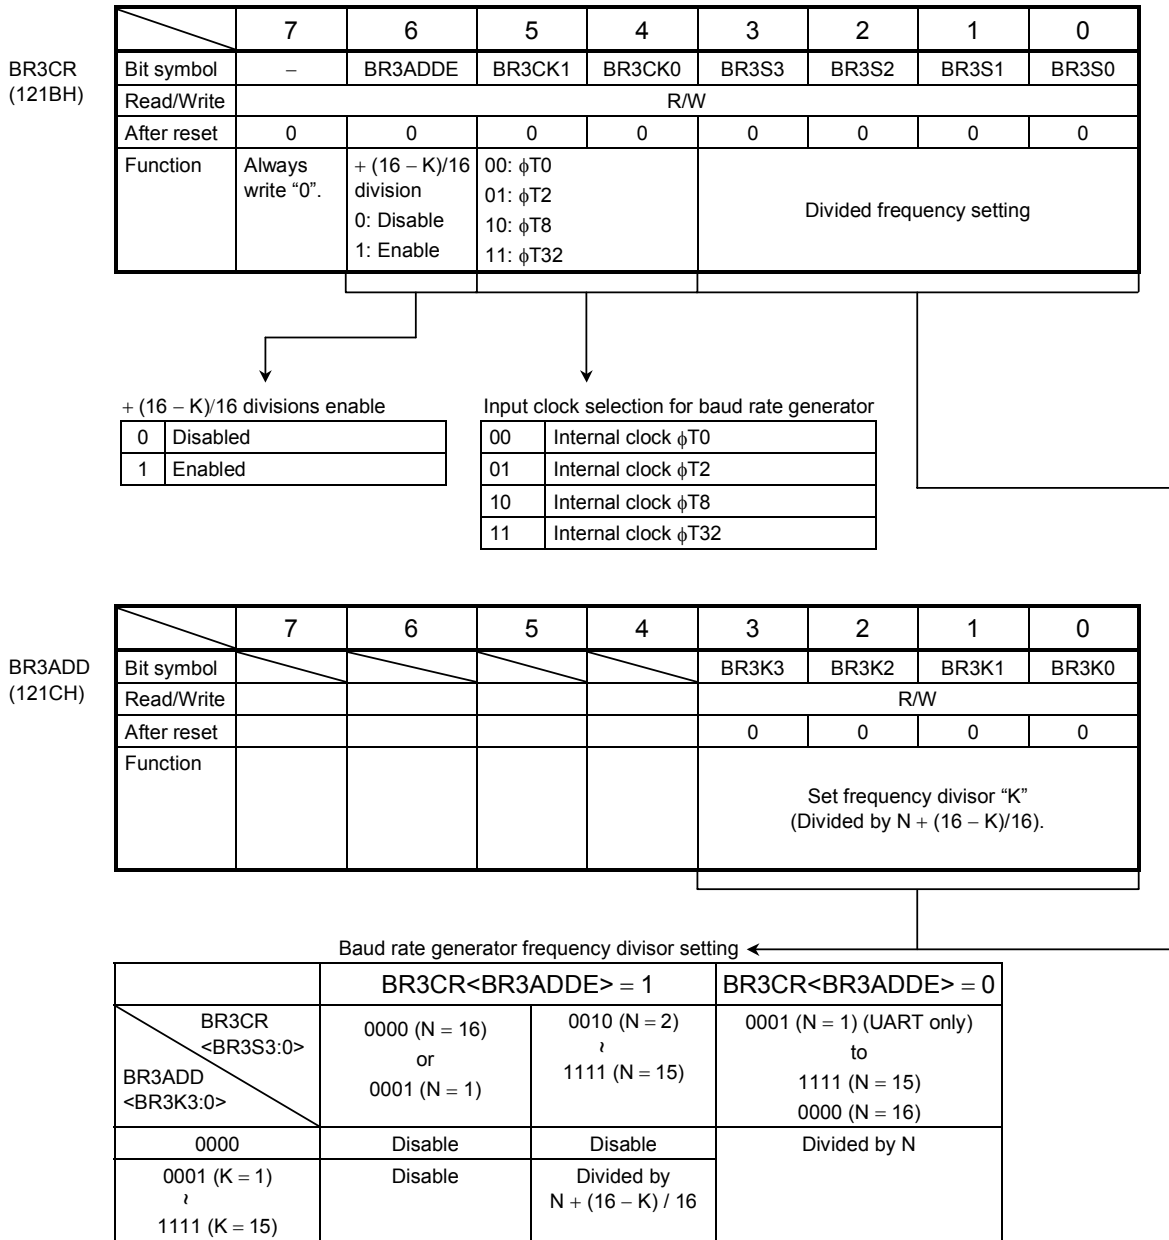 7 6 5 4 3 2 1 0
BR3CR
(121BH)
Bit symbol – BR3ADDE BR3CK1 BR3CK0 BR3S3 BR3S2 BR3S1 BR3S0
Read/Write R/W
After reset 0 0 0 0 0 0 0 0
Function
Always
write “0”.
+ (16 − K)/16
division
0: Disable
1: Enable
00: ϕT0
01: ϕT2
10: ϕT8
11: ϕT32
Divided frequency setting
+ (16 − K)/16 divisions enable
0 Disabled
1 Enabled
Input clock selection for baud rate generator
00 Internal clock ϕT0
01 Internal clock ϕT2
10 Internal clock ϕT8
11 Internal clock ϕT32
7 6 5 4 3 2 1 0
BR3ADD
(121CH)
Bit symbol BR3K3 BR3K2 BR3K1 BR3K0
Read/Write R/W
After reset 0 0 0 0
Function
Set frequency divisor “K”
(Divided by N + (16 − K)/16).
Baud rate generator frequency divisor setting
BR3CR<BR3ADDE> = 1 BR3CR<BR3ADDE> = 0
BR3CR
<BR3S3:0>
BR3ADD
<BR3K3:0>
0000 (N = 16)
or
0001 (N = 1)
0010 (N = 2)
≀
1111 (N = 15)
0001 (N = 1) (UART only)
to
1111 (N = 15)
0000 (N = 16)
0000 Disable Disable Divided by N
0001 (K = 1)
≀
1111 (K = 15)
Disable
Divided by
N + (16 − K) / 16